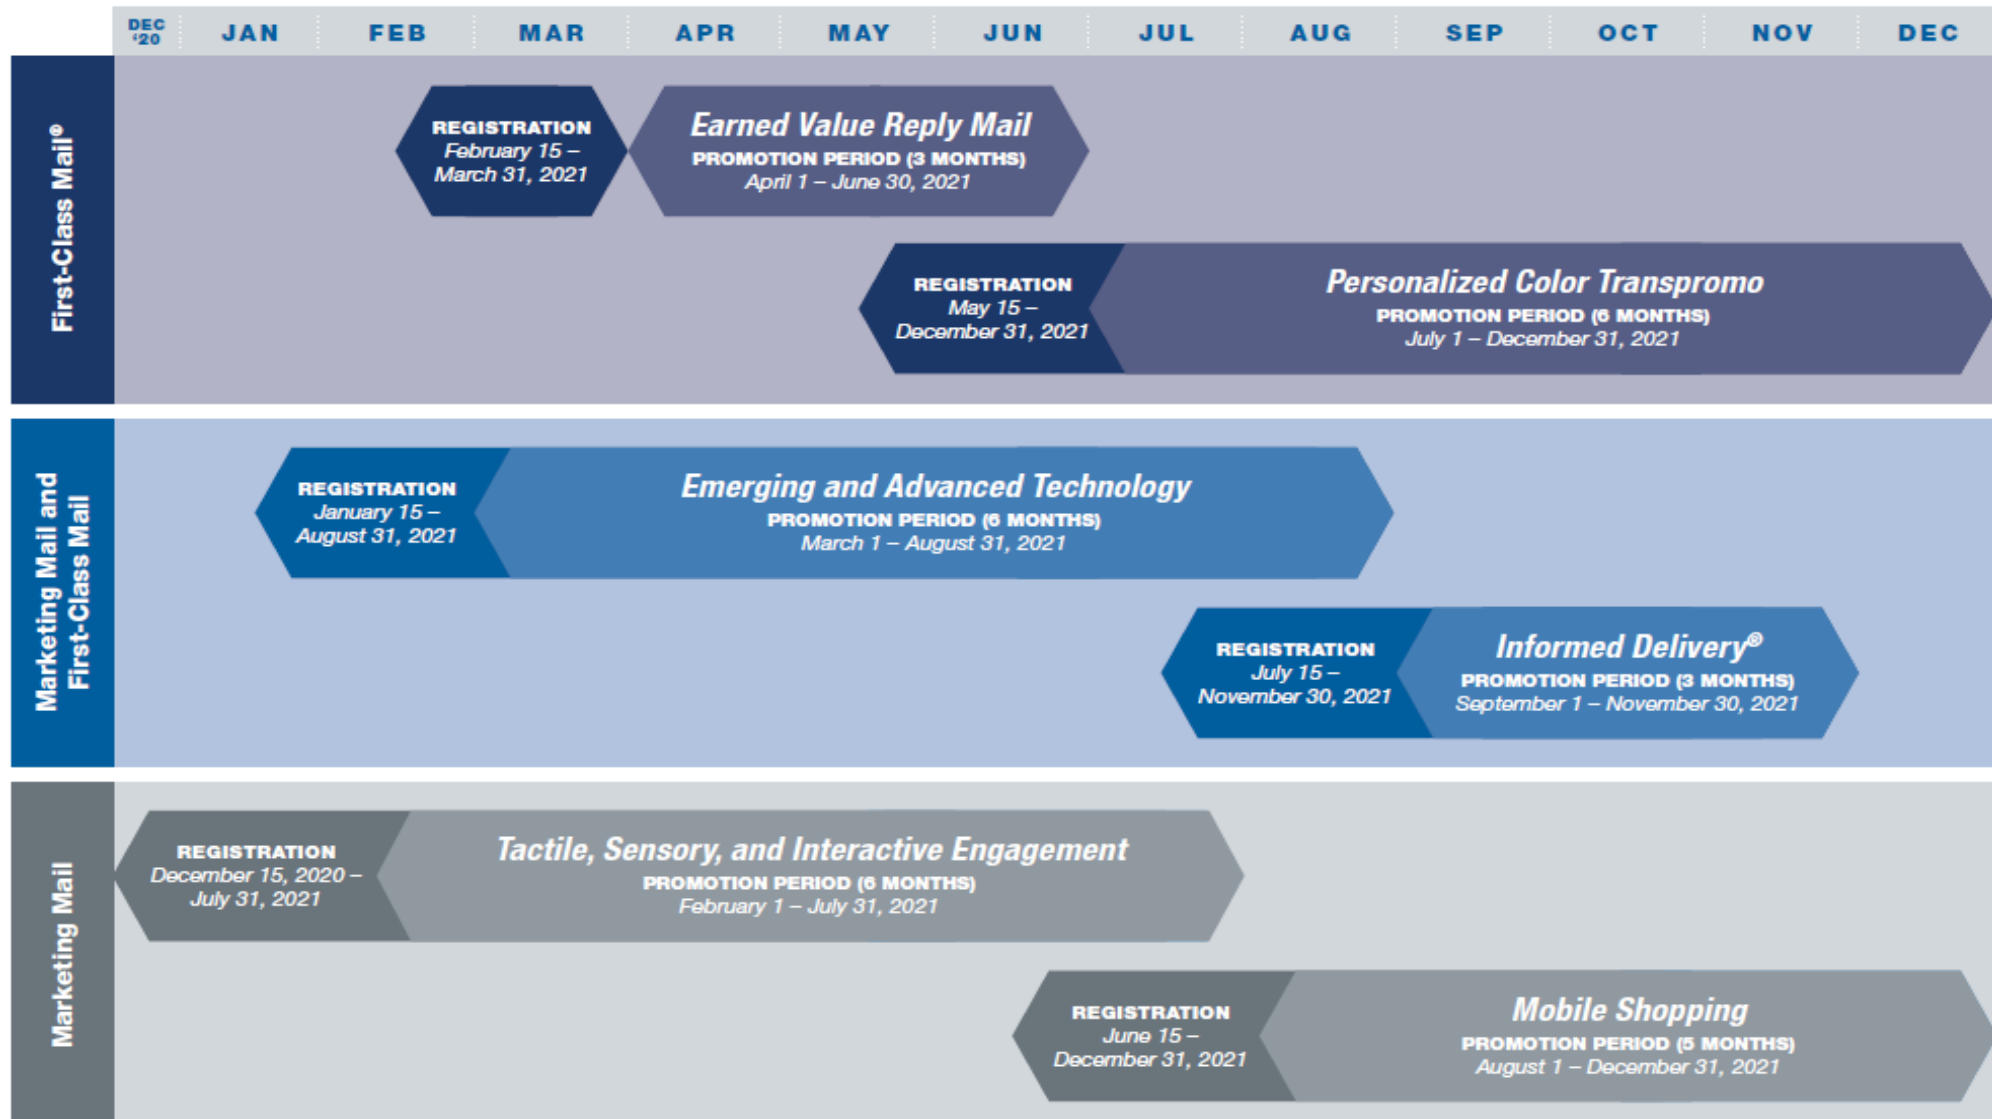 DEC '20 JAN FEB MAR APR MAY JUN JUL AUG SEP OCT NOV DEC
First-Class Mail®
REGISTRATION
February 15 –
March 31, 2021
Earned Value Reply Mail
PROMOTION PERIOD (3 MONTHS)
April 1 – June 30, 2021
REGISTRATION
May 15 –
December 31, 2021
Personalized Color Transpromo
PROMOTION PERIOD (6 MONTHS)
July 1 – December 31, 2021
Marketing Mail and
First-Class Mail
REGISTRATION
January 15 –
August 31, 2021
Emerging and Advanced Technology
PROMOTION PERIOD (6 MONTHS)
March 1 – August 31, 2021
REGISTRATION
July 15 –
November 30, 2021
Informed Delivery®
PROMOTION PERIOD (3 MONTHS)
September 1 – November 30, 2021
Marketing Mail
REGISTRATION
December 15, 2020 –
July 31, 2021
Tactile, Sensory, and Interactive Engagement
PROMOTION PERIOD (6 MONTHS)
February 1 – July 31, 2021
REGISTRATION
June 15 –
December 31, 2021
Mobile Shopping
PROMOTION PERIOD (5 MONTHS)
August 1 – December 31, 2021